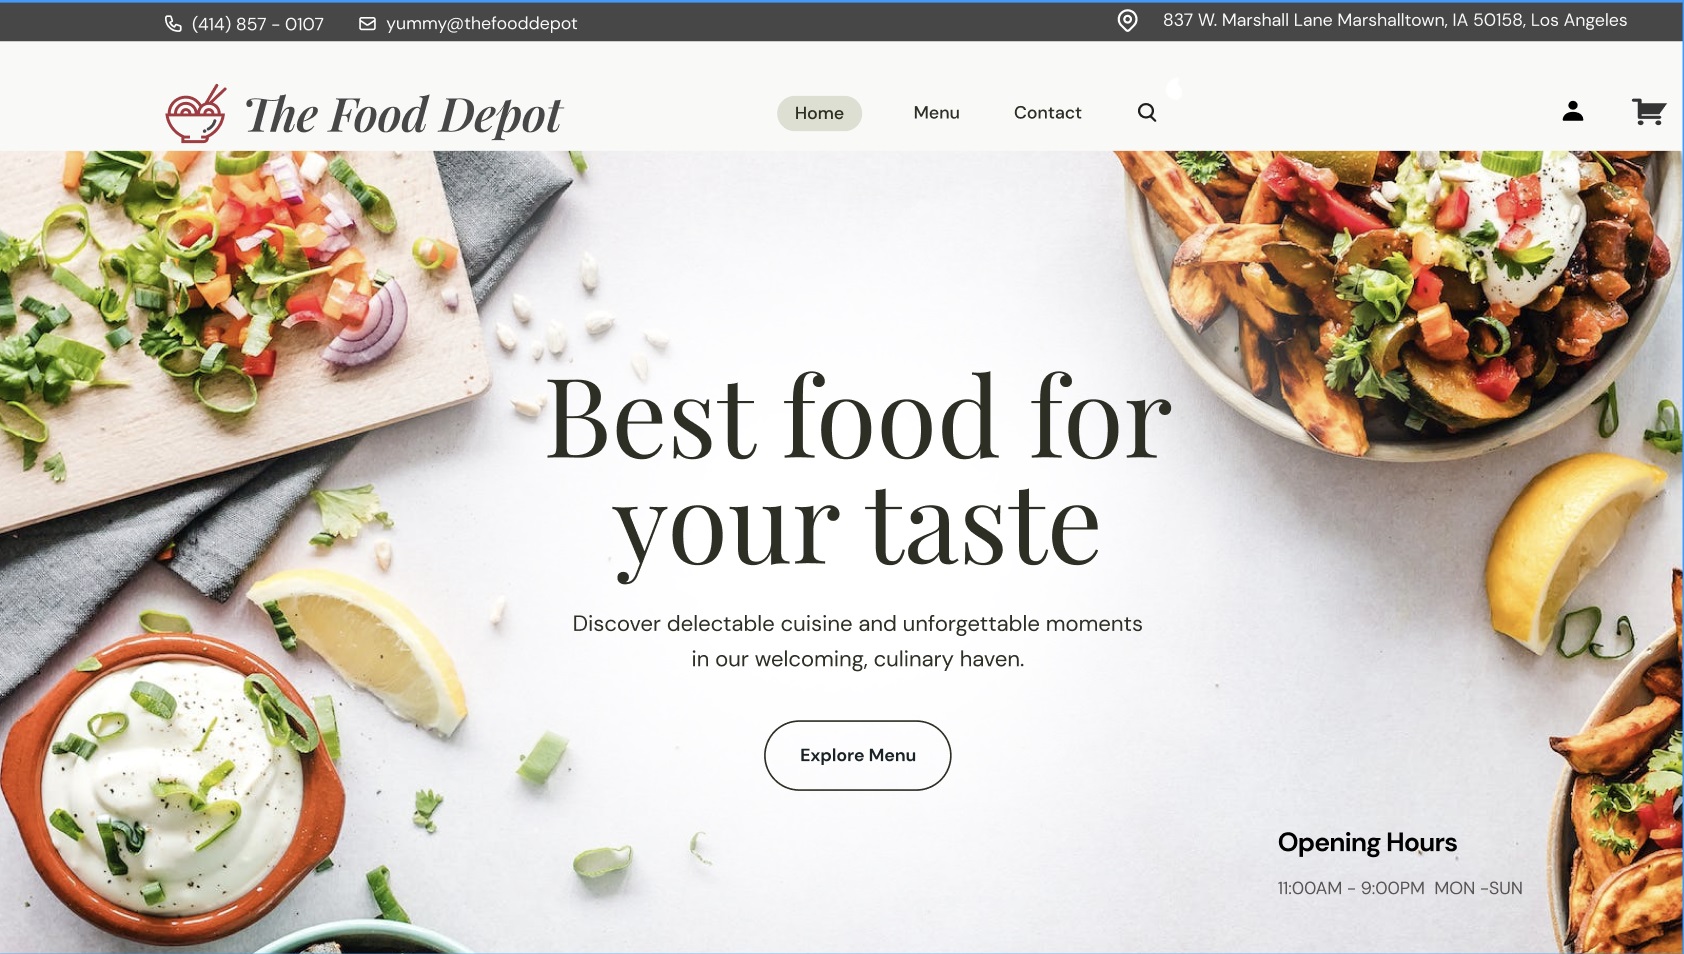 (414) 857 - 0107
yummy@thefooddepot
837 W. Marshall Lane Marshalltown, IA 50158, Los Angeles
The Food Depot
Home
Menu
Contact
Best food for
your taste
Discover delectable cuisine and unforgettable moments
in our welcoming, culinary haven.
Explore Menu
Opening Hours
11:00AM - 9:00PM  MON -SUN